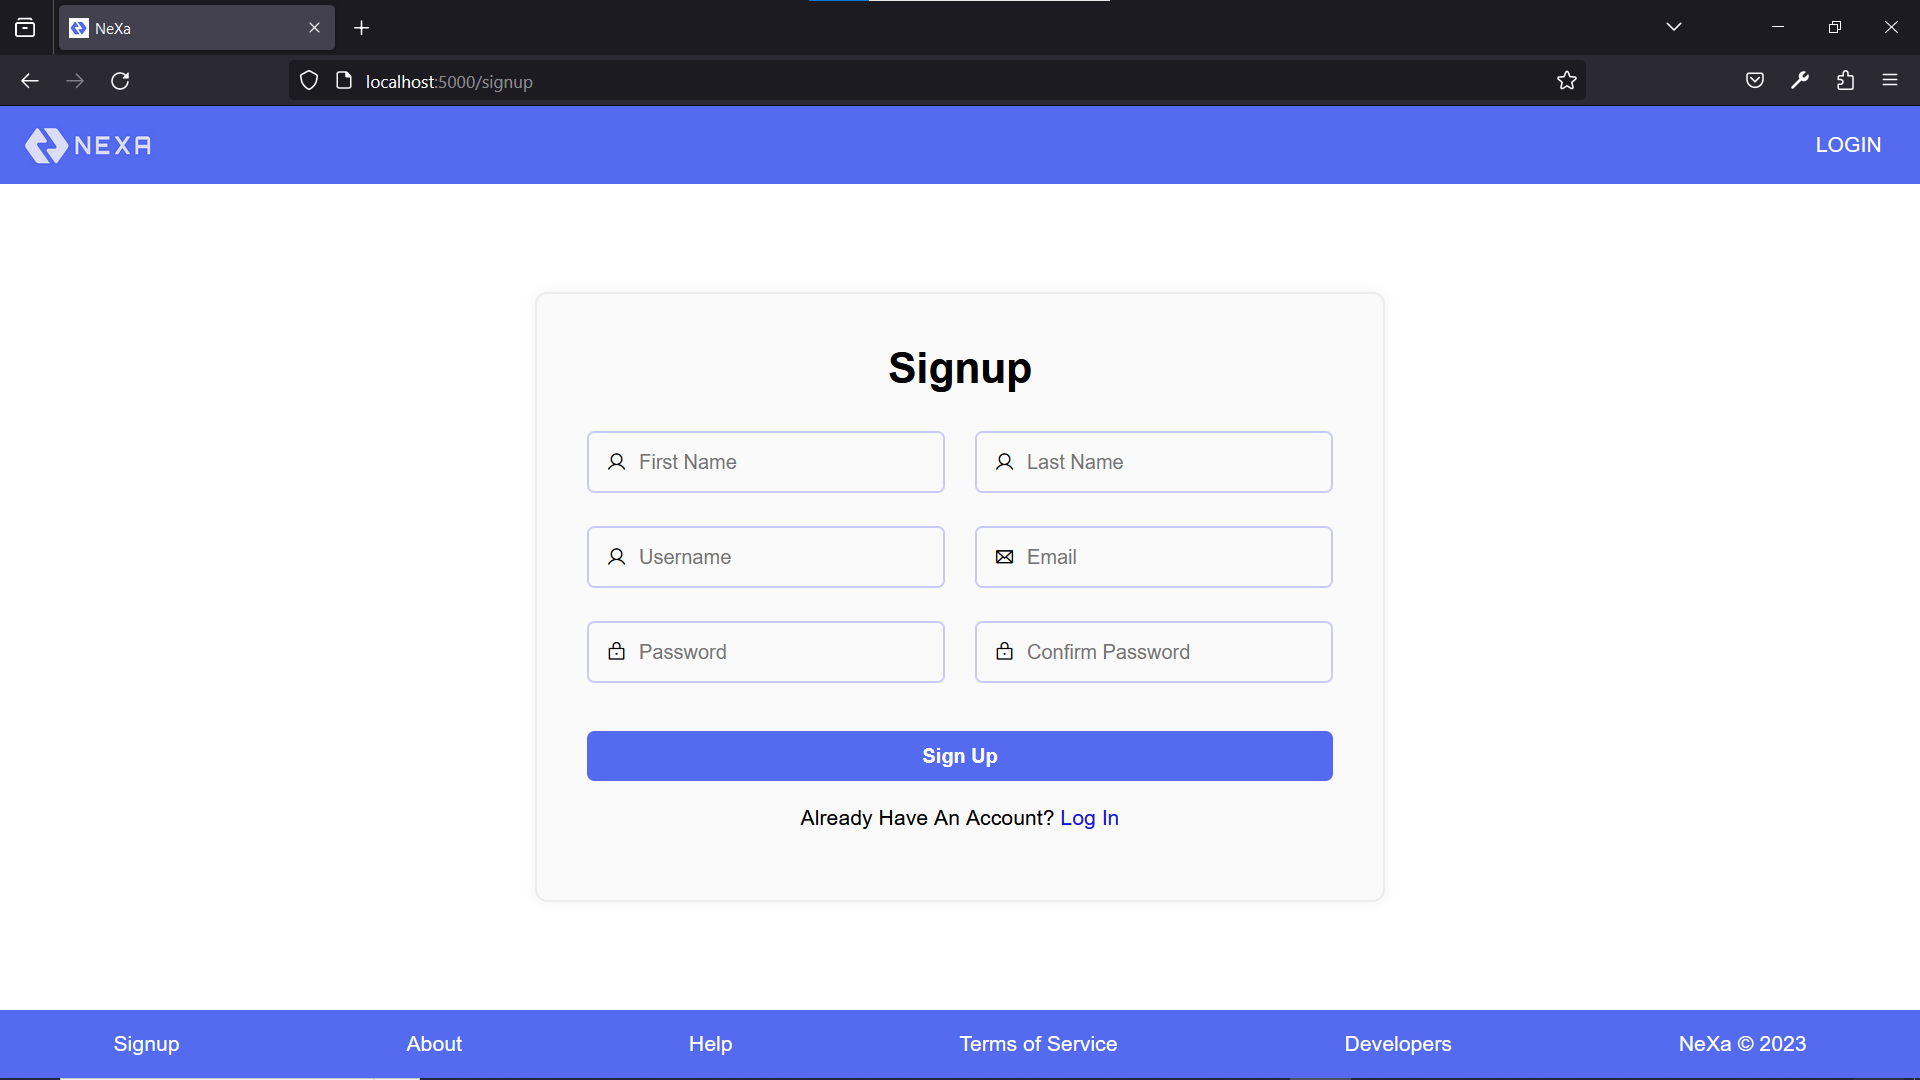 NeXa
localhost:5000/signup
NEXA
LOGIN
Signup
First Name
Last Name
Username
Email
Password
Confirm Password
Sign Up
Already Have An Account? Log In
Signup About Help Terms of Service Developers NeXa © 2023